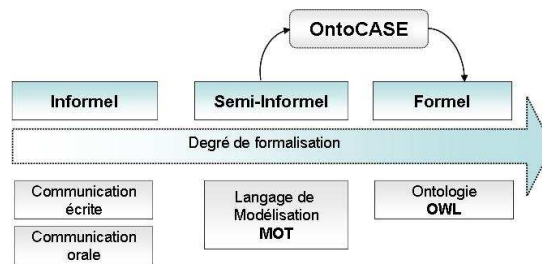 OntoCASE
Informel
Semi-Informel
Formel
Degré de formalisation
Communication
écrite
Communication
orale
Langage de
Modélisation
MOT
Ontologie
OWL